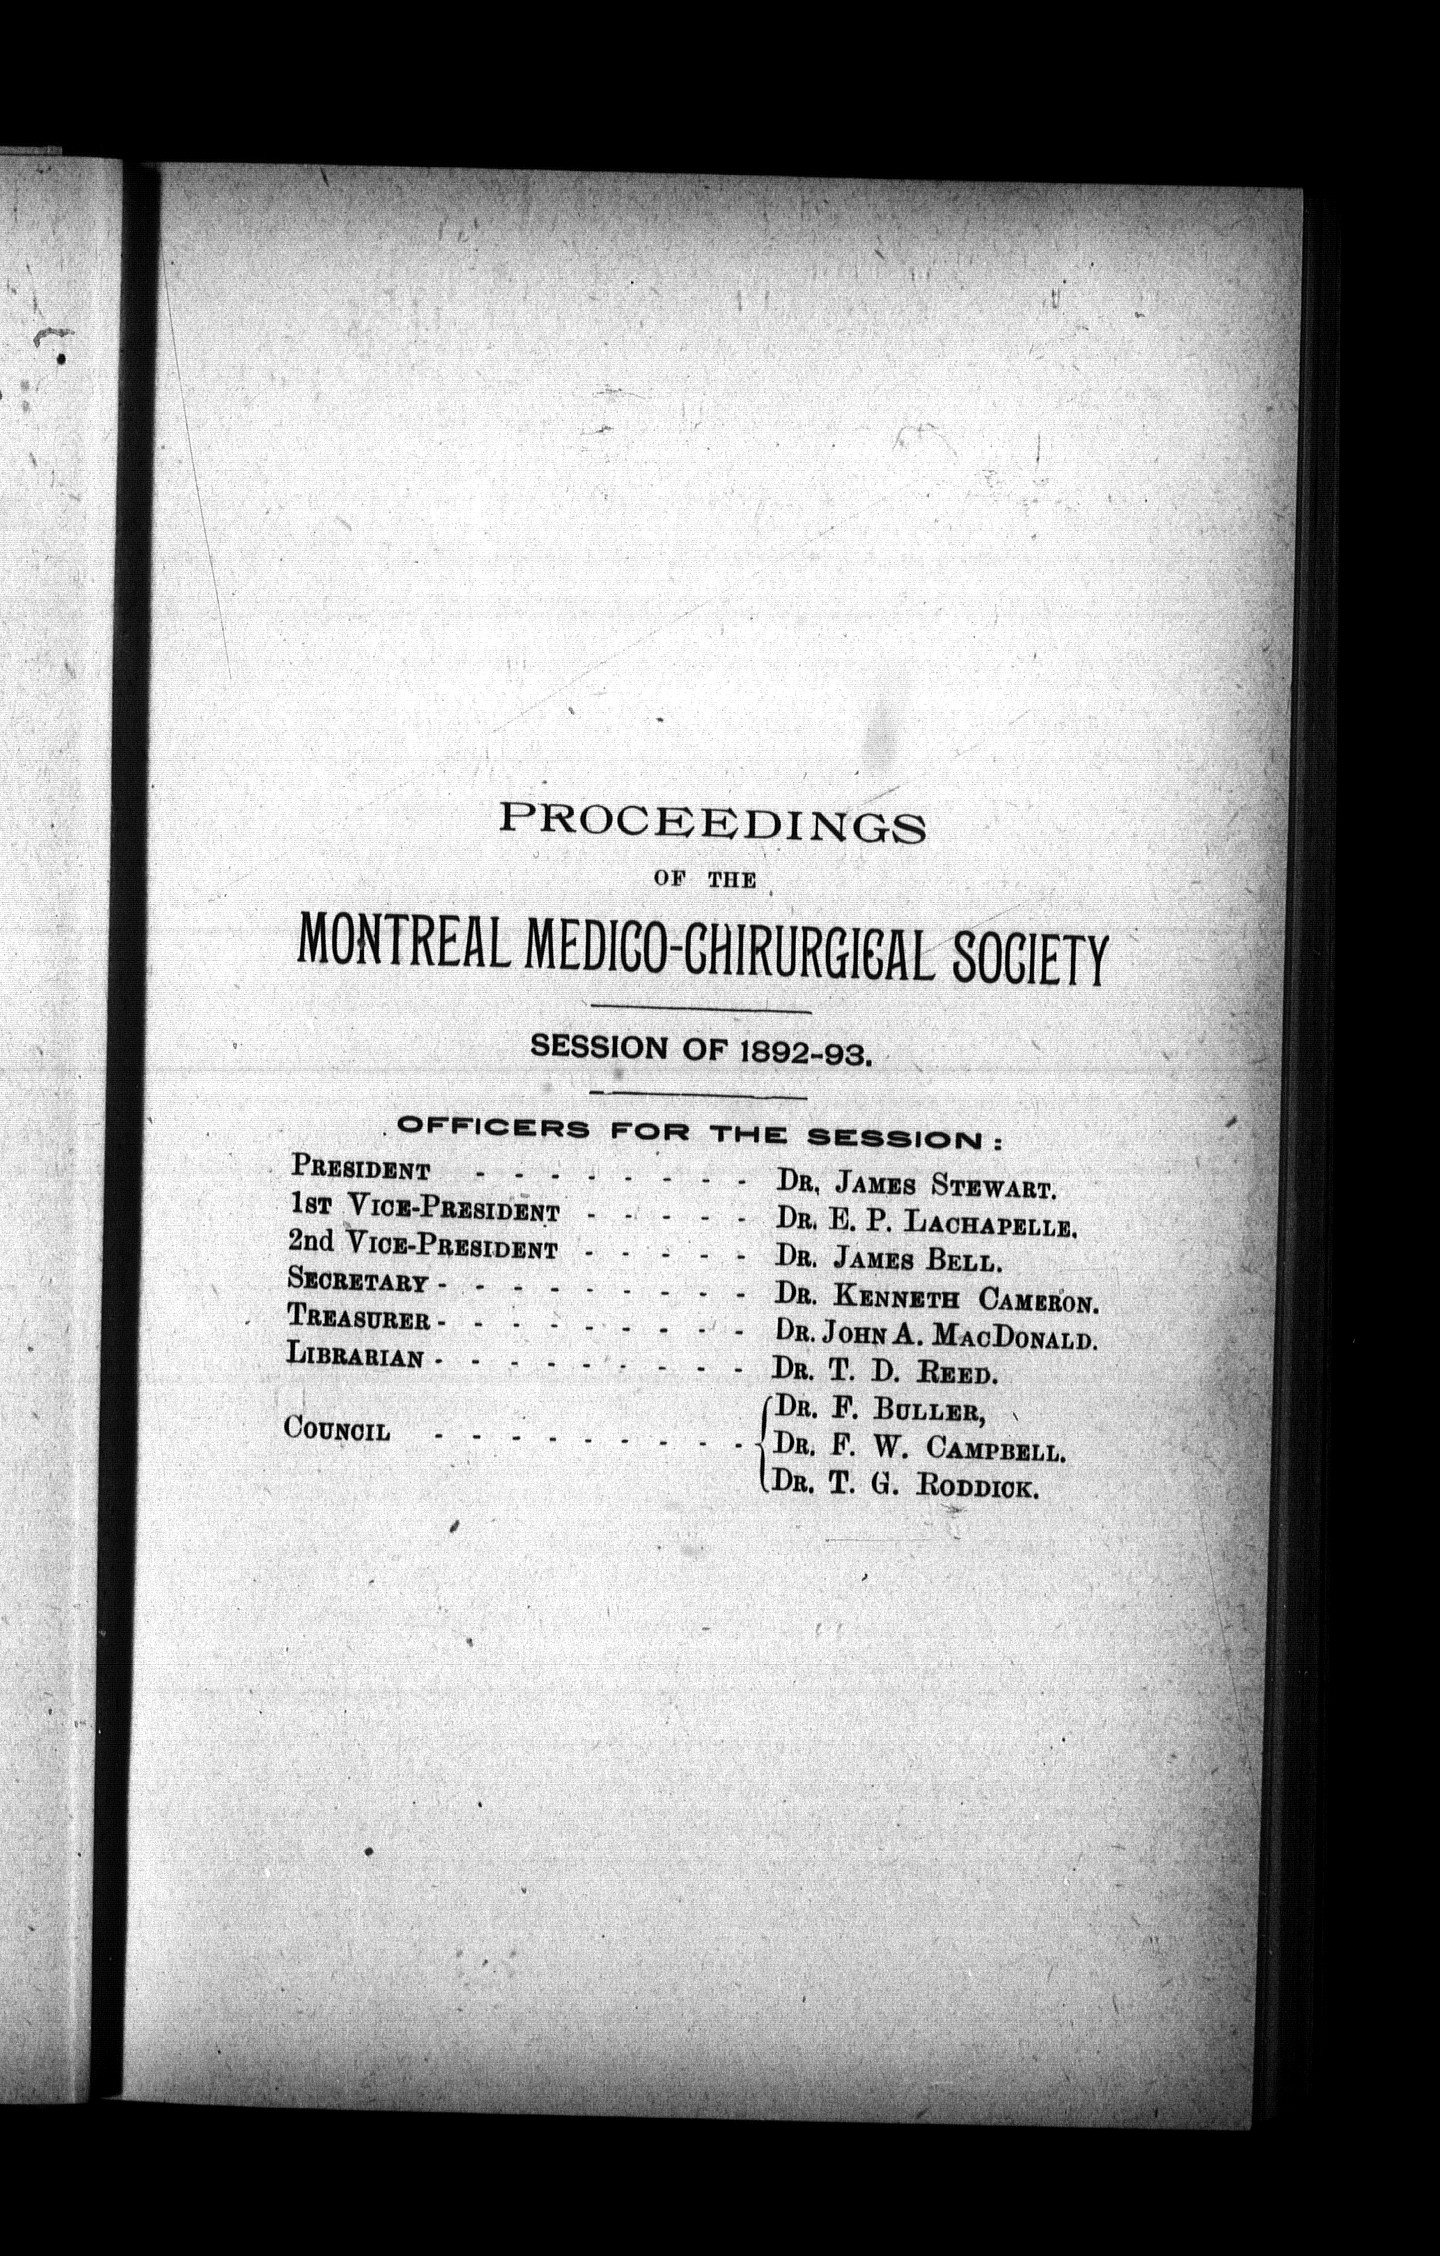 PROCEEDINGS
OF THE
MONTREAL MEDICO-CHIRURGICAL SOCIETY
SESSION OF 1892-93.
OFFICERS FOR THE SESSION:
PRESIDENT - - - - - - - - DR. JAMES STEWART.
1ST VICE-PRESIDENT - - - - - DR. E. P. LACHAPELLE.
2nd VICE-PRESIDENT - - - - - DR. JAMES BELL.
SECRETARY - - - - - - - - - DR. KENNETH CAMERON.
TREASURER - - - - - - - - - DR. JOHN A. MACDONALD.
LIBRARIAN - - - - - - - - - DR. T. D. REED.
COUNCIL - - - - - - - - - { DR. F. BULLER,
DR. F. W. CAMPBELL.
DR. T. G. RODDICK.